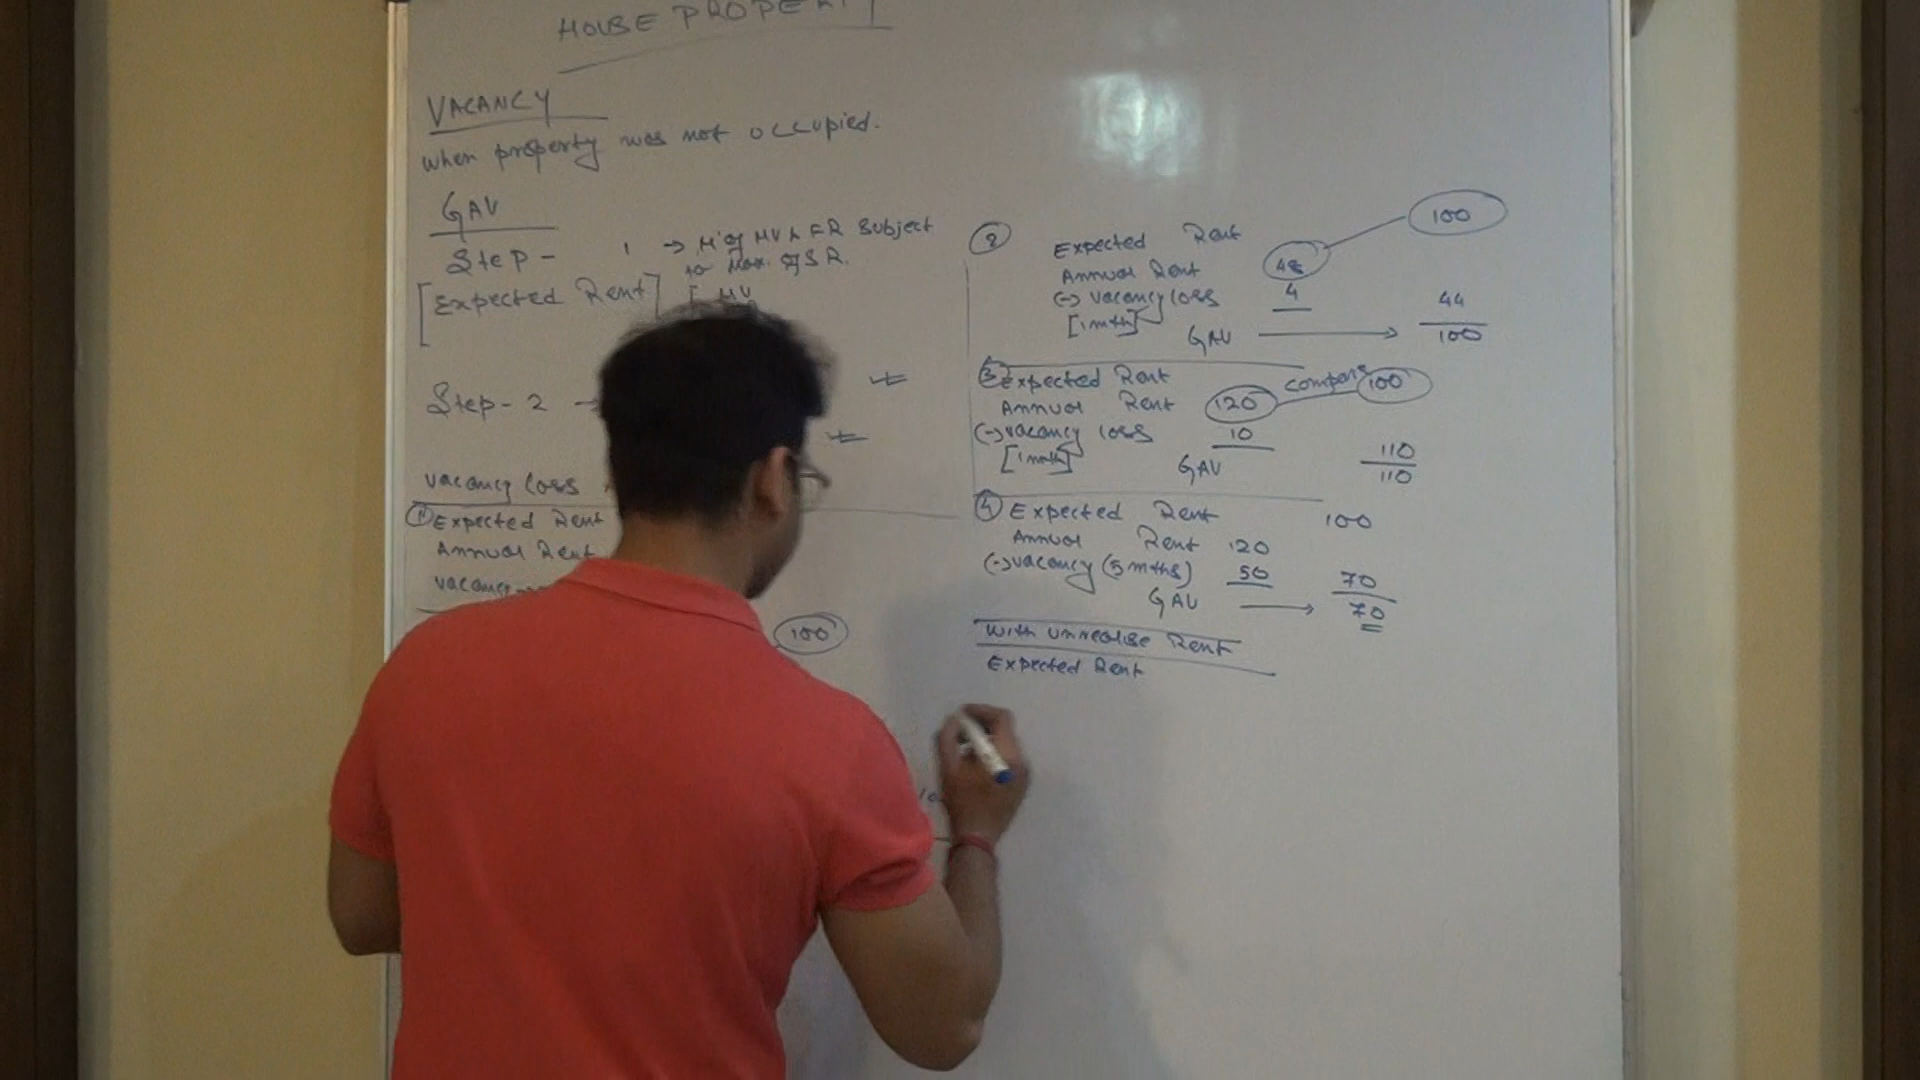 HOUSE PROPERTY
VACANCY
When property was not occupied.
GAV
Step - 1 → H' of MV & FR Subject
to Max. of SR.
[Expected Rent] [ MV
Step - 2 →
vacancy loss
① Expected Rent
Annual Rent
vacancy
100
10
② Expected Rent 100
Annual Rent 48
(-) vacancy loss 4 44
[1 mth]
GAV → 100
③ Expected Rent compare 100
Annual Rent 120
(-) vacancy loss 10 110
[1 mth] GAV 110
④ Expected Rent 100
Annual Rent 120
(-) vacancy (5 mths) 50 70
GAV → 70
With unrealise Rent
Expected Rent